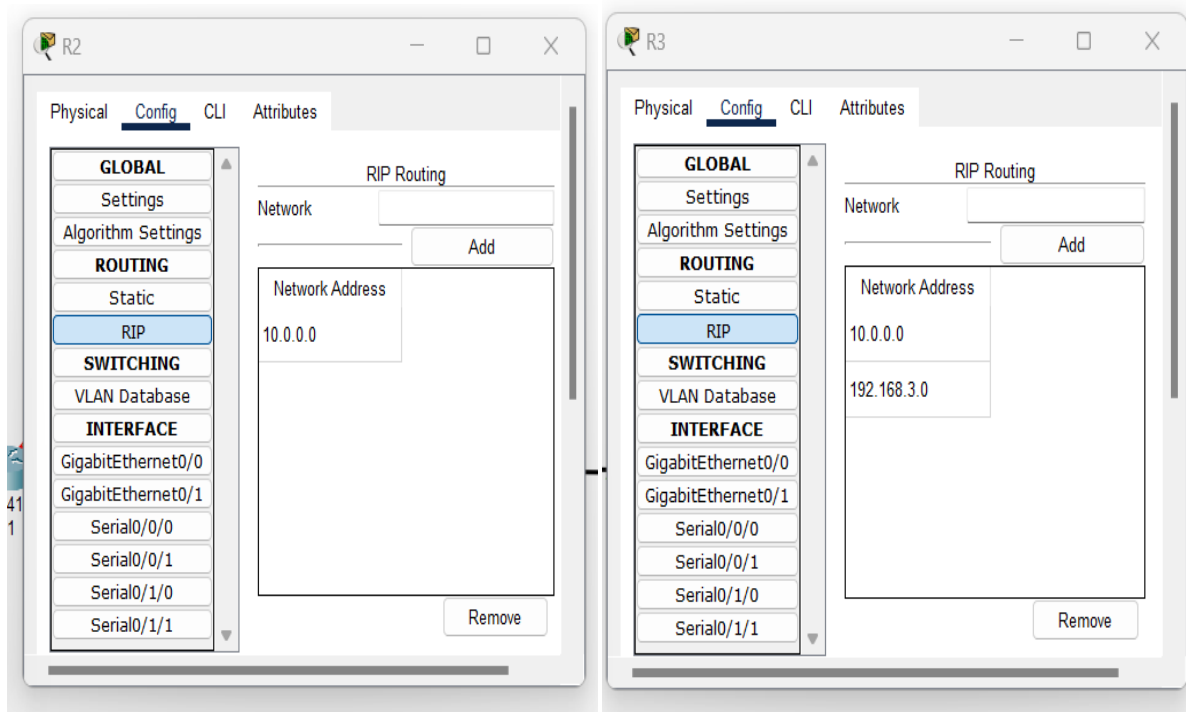 R2
Physical Config CLI Attributes
GLOBAL
Settings
Algorithm Settings
ROUTING
Static
RIP
SWITCHING
VLAN Database
INTERFACE
GigabitEthernet0/0
GigabitEthernet0/1
Serial0/0/0
Serial0/0/1
Serial0/1/0
Serial0/1/1
RIP Routing
Network
Add
Network Address
10.0.0.0
Remove
41
1
R3
Physical Config CLI Attributes
GLOBAL
Settings
Algorithm Settings
ROUTING
Static
RIP
SWITCHING
VLAN Database
INTERFACE
GigabitEthernet0/0
GigabitEthernet0/1
Serial0/0/0
Serial0/0/1
Serial0/1/0
Serial0/1/1
RIP Routing
Network
Add
Network Address
10.0.0.0
192.168.3.0
Remove